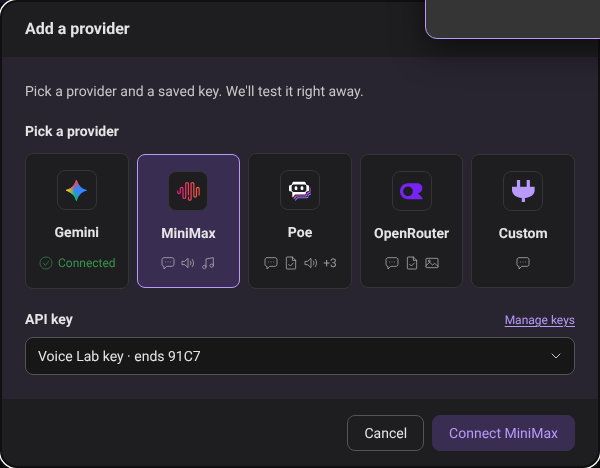 Add a provider
Pick a provider and a saved key. We'll test it right away.
Pick a provider
Gemini
Connected
MiniMax
Poe
+3
OpenRouter
Custom
API key
Manage keys
Voice Lab key · ends 91C7
Cancel
Connect MiniMax